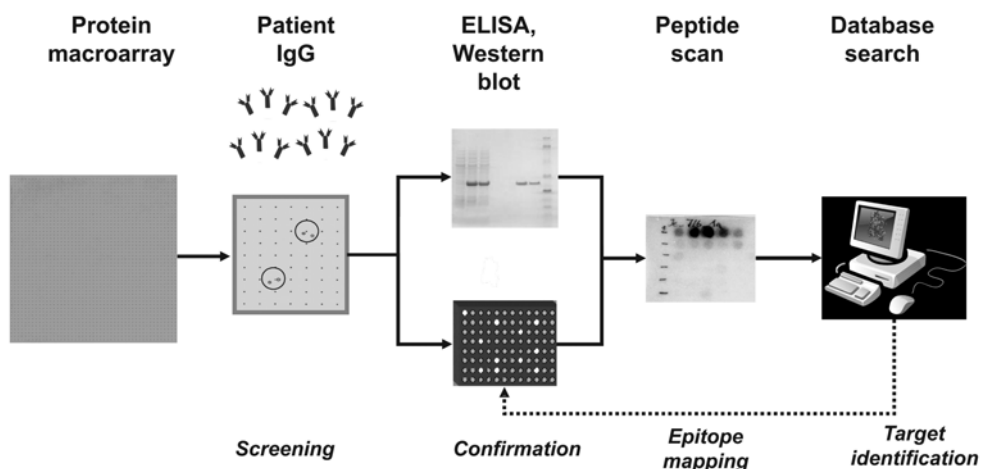 Protein
macroarray
Patient
IgG
ELISA,
Western
blot
Peptide
scan
Database
search
Screening
Confirmation
Epitope
mapping
Target
identification